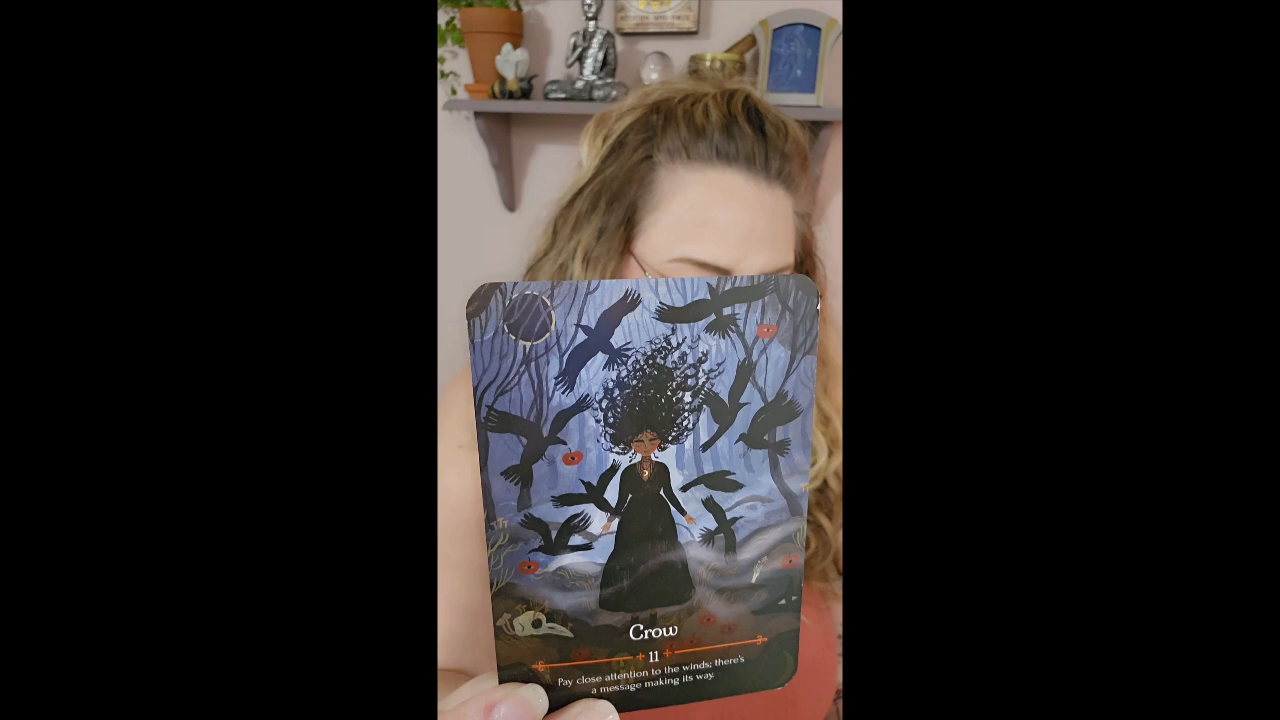 Crow
11
Pay close attention to the winds; there's
a message making its way.